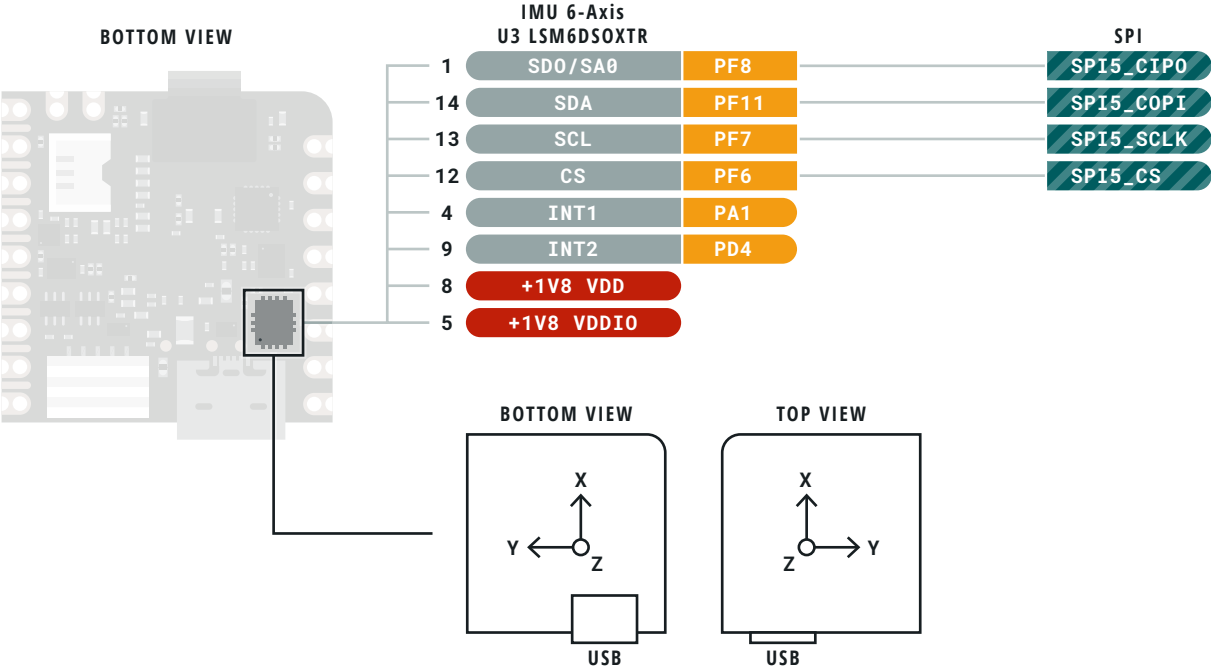 BOTTOM VIEW
IMU 6-Axis
U3 LSM6DSOXTR
SPI
1 SDO/SA0 PF8 SPI5_CIPO
14 SDA PF11 SPI5_COPI
13 SCL PF7 SPI5_SCLK
12 CS PF6 SPI5_CS
4 INT1 PA1
9 INT2 PD4
8 +1V8 VDD
5 +1V8 VDDIO
BOTTOM VIEW
X
Y
Z
USB
TOP VIEW
X
Z
Y
USB